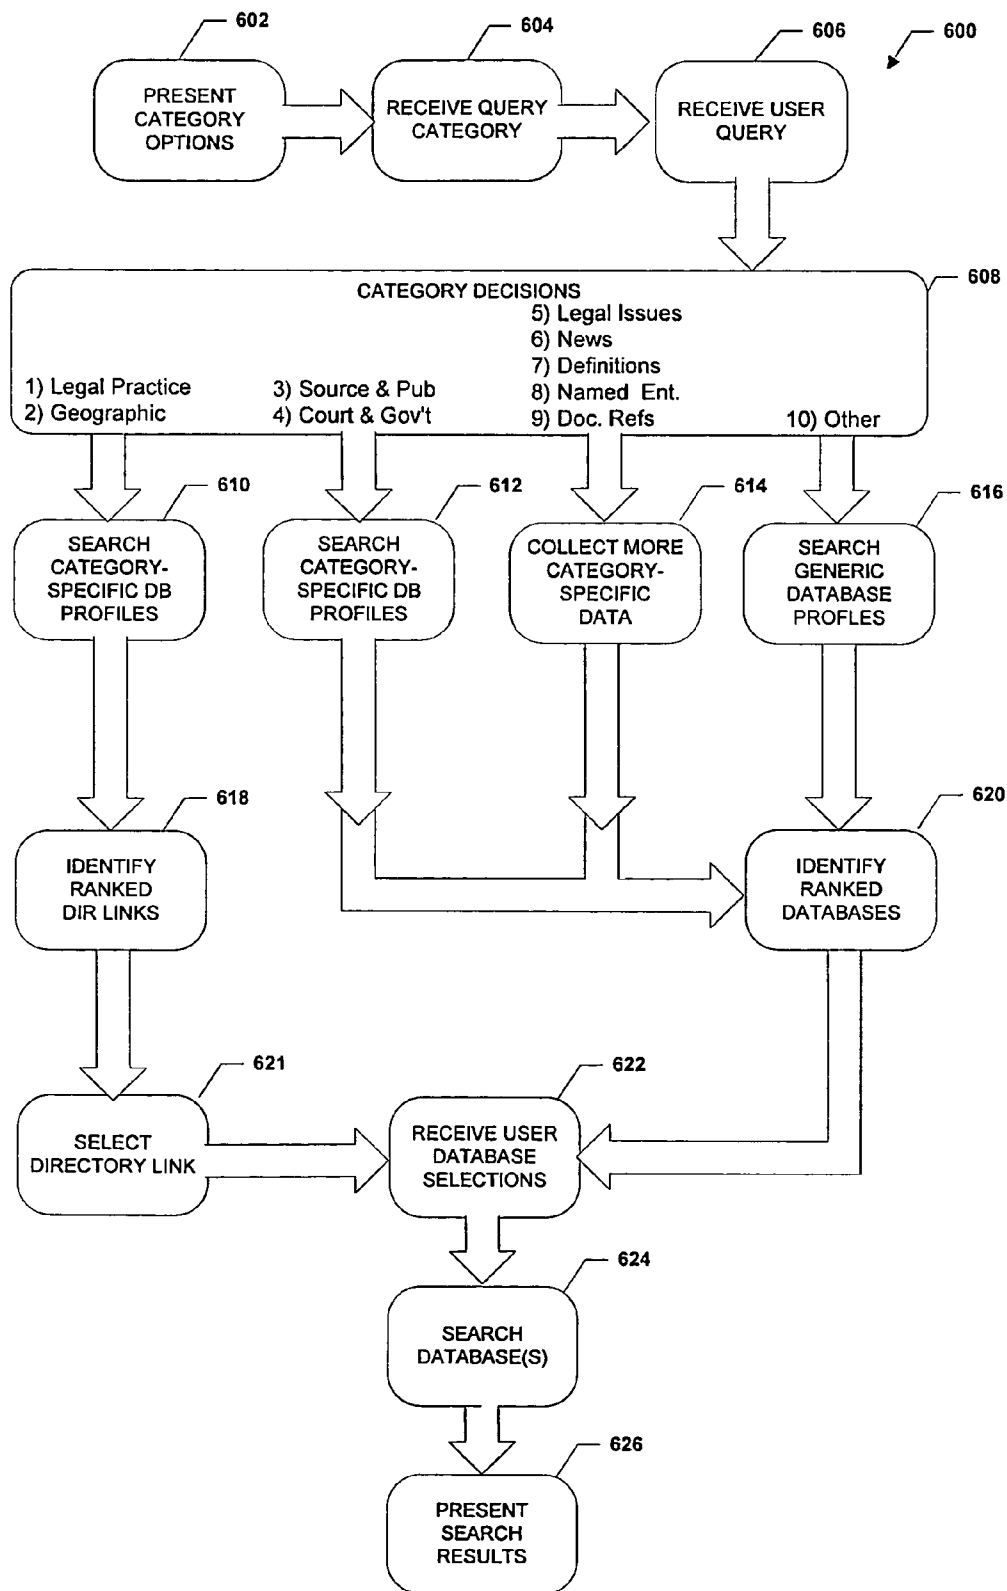 602
604
606
600
PRESENT
CATEGORY
OPTIONS
RECEIVE QUERY
CATEGORY
RECEIVE USER
QUERY
608
CATEGORY DECISIONS
1) Legal Practice
2) Geographic
3) Source & Pub
4) Court & Gov't
5) Legal Issues
6) News
7) Definitions
8) Named Ent.
9) Doc. Refs
10) Other
610
612
614
616
SEARCH
CATEGORY-
SPECIFIC DB
PROFILES
SEARCH
CATEGORY-
SPECIFIC DB
PROFILES
COLLECT MORE
CATEGORY-
SPECIFIC
DATA
SEARCH
GENERIC
DATABASE
PROFLES
618
620
IDENTIFY
RANKED
DIR LINKS
IDENTIFY
RANKED
DATABASES
621
622
SELECT
DIRECTORY LINK
RECEIVE USER
DATABASE
SELECTIONS
624
SEARCH
DATABASE(S)
626
PRESENT
SEARCH
RESULTS